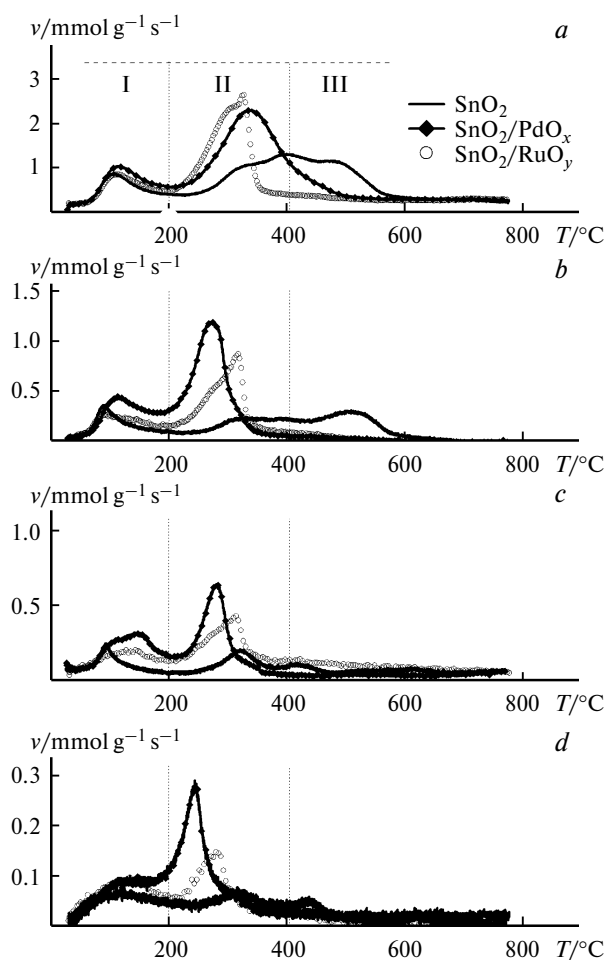 v/mmol g−1 s−1 a
I II III
3
SnO2
2
SnO2/PdOx
SnO2/RuOy
1
200 400 600 800
T/°C
v/mmol g−1 s−1 b
1.5
1.0
0.5
200 400 600 800
T/°C
v/mmol g−1 s−1 c
1.0
0.5
200 400 600 800
T/°C
v/mmol g−1 s−1 d
0.3
0.2
0.1
200 400 600 800
T/°C